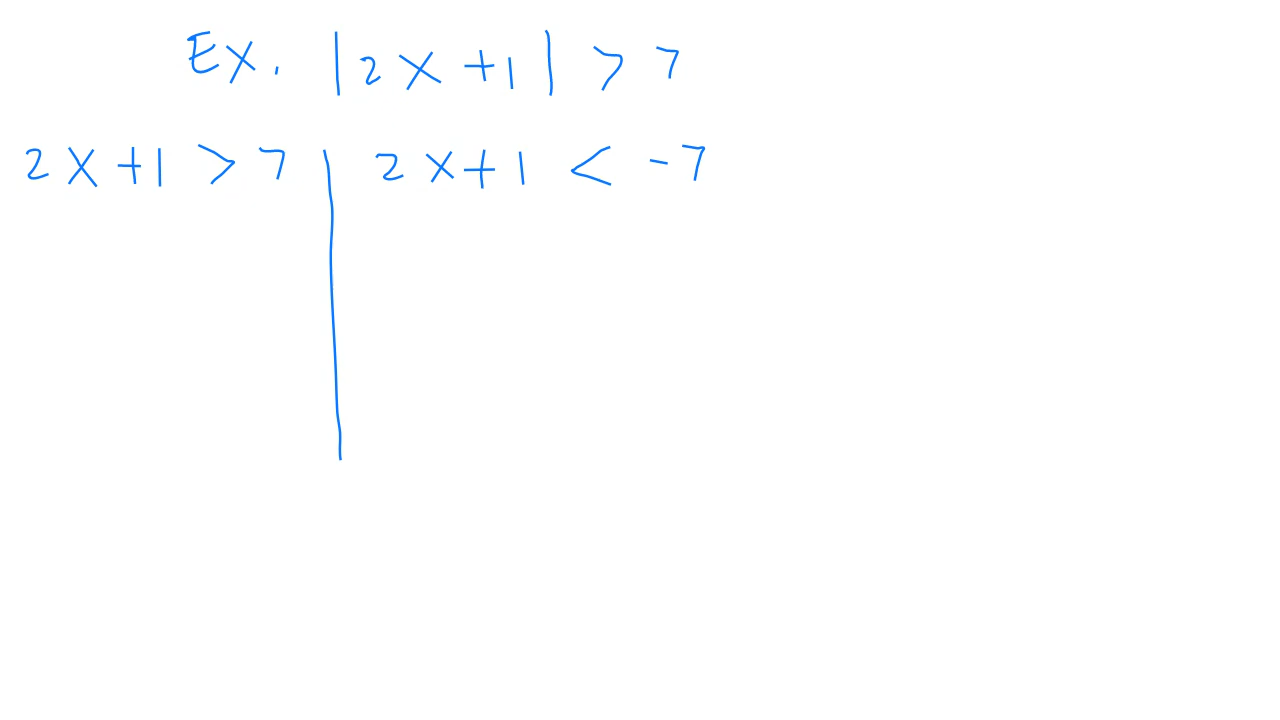 Ex. |2x+1| > 7
2x+1 > 7 | 2x+1 < -7